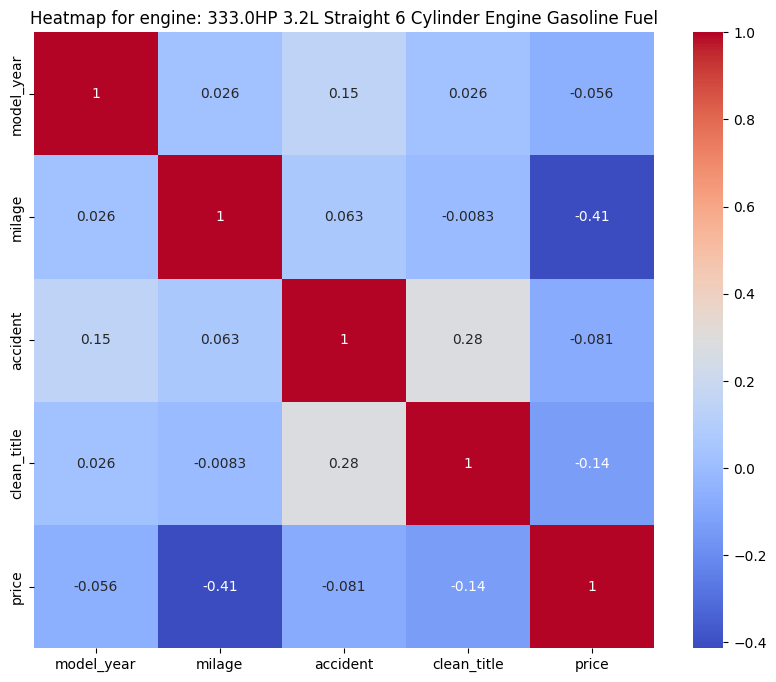 Heatmap for engine: 333.0HP 3.2L Straight 6 Cylinder Engine Gasoline Fuel
model_year 1 0.026 0.15 0.026 -0.056
milage 0.026 1 0.063 -0.0083 -0.41
accident 0.15 0.063 1 0.28 -0.081
clean_title 0.026 -0.0083 0.28 1 -0.14
price -0.056 -0.41 -0.081 -0.14 1
model_year milage accident clean_title price
1.0
0.8
0.6
0.4
0.2
0.0
−0.2
−0.4